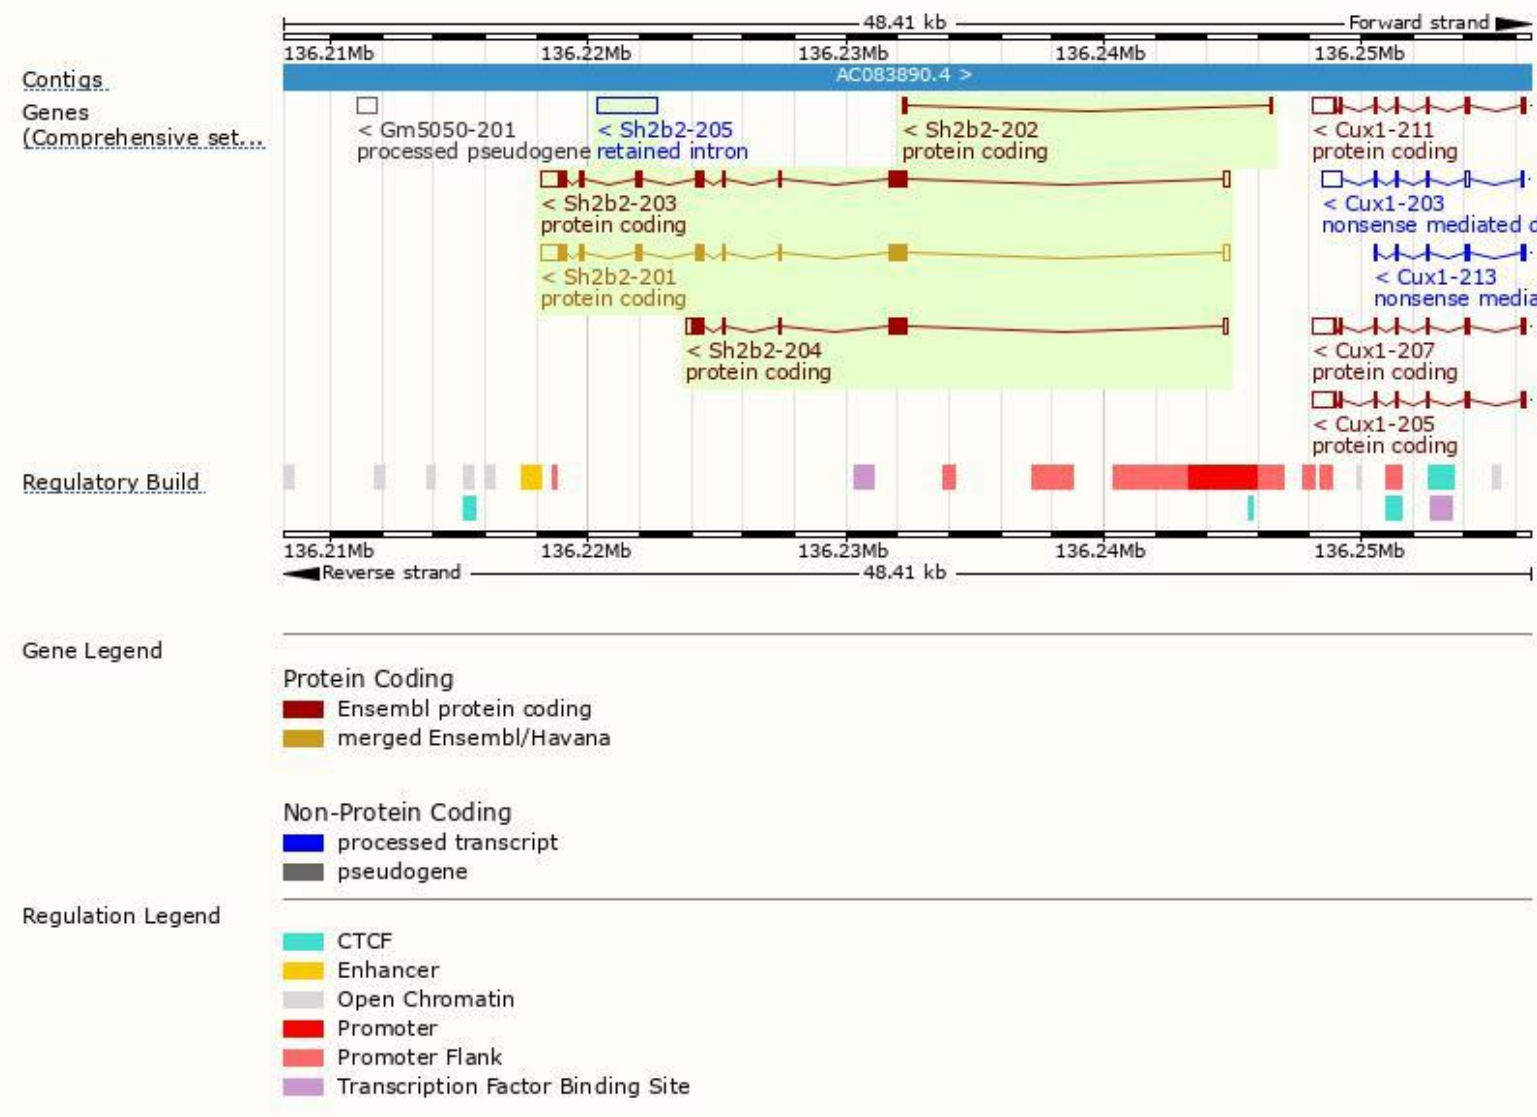 48.41 kb Forward strand
136.21Mb 136.22Mb 136.23Mb 136.24Mb 136.25Mb
Contigs AC083890.4 >
Genes
(Comprehensive set...
< Gm5050-201 < Sh2b2-205 < Sh2b2-202 < Cux1-211
processed pseudogene retained intron protein coding protein coding
< Sh2b2-203 < Cux1-203
protein coding nonsense mediated d
< Sh2b2-201 < Cux1-213
protein coding nonsense media
< Sh2b2-204 < Cux1-207
protein coding protein coding
< Cux1-205
protein coding
Regulatory Build
136.21Mb 136.22Mb 136.23Mb 136.24Mb 136.25Mb
Reverse strand 48.41 kb
Gene Legend
Protein Coding
Ensembl protein coding
merged Ensembl/Havana
Non-Protein Coding
processed transcript
pseudogene
Regulation Legend
CTCF
Enhancer
Open Chromatin
Promoter
Promoter Flank
Transcription Factor Binding Site